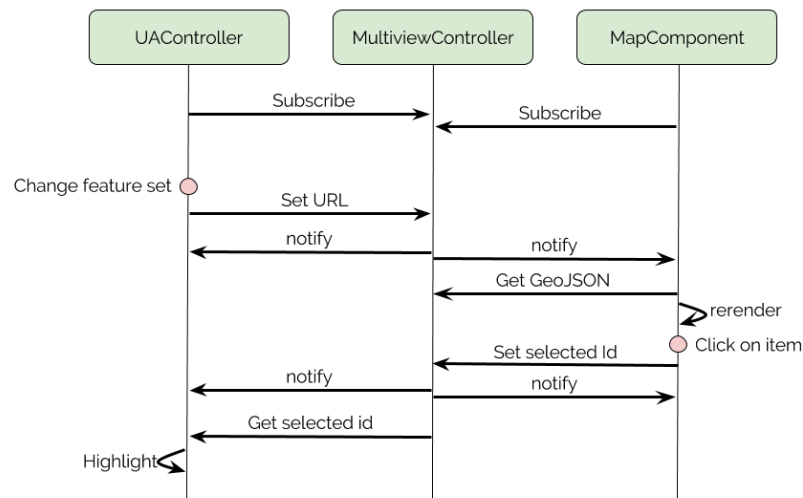 UAController
MultiviewController
MapComponent
Subscribe
Subscribe
Change feature set
Set URL
notify
notify
Get GeoJSON
rerender
Click on item
Set selected Id
notify
notify
Get selected id
Highlight